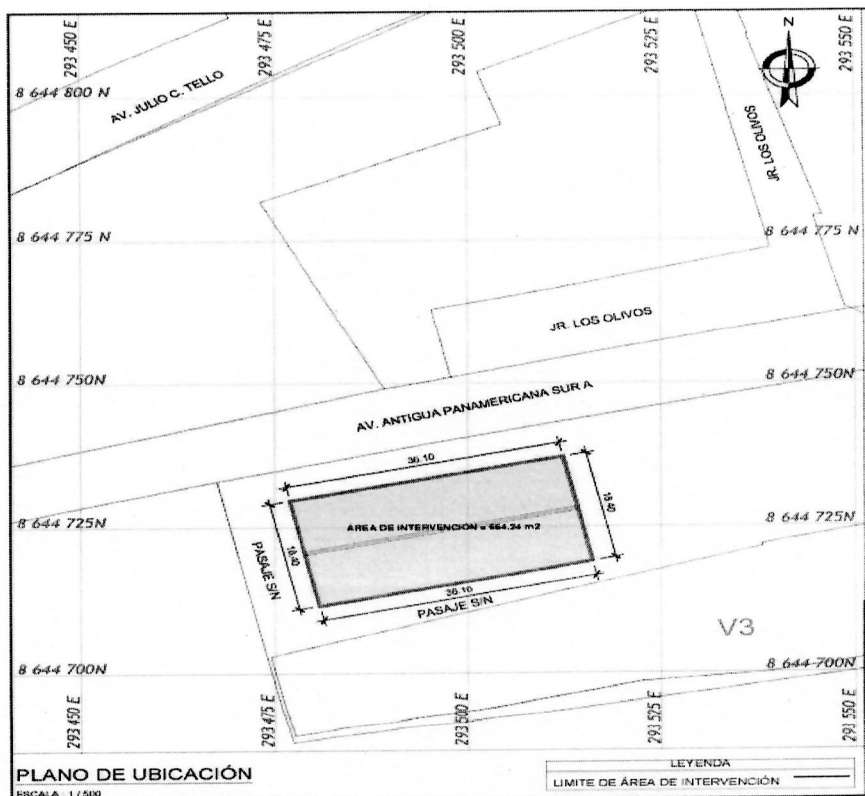 293 450 E
293 475 E
293 500 E
293 525 E
293 550 E
N
8 644 800 N
AV. JULIO C. TELLO
JR. LOS OLIVOS
8 644 775 N
8 644 775 N
JR. LOS OLIVOS
8 644 750N
8 644 750N
AV. ANTIGUA PANAMERICANA SUR A
36.10
18.40
8 644 725N
8 644 725N
ÁREA DE INTERVENCIÓN = 664.24 m2
PASAJE S/N
18.40
36.10
PASAJE S/N
V3
8 644 700N
8 644 700N
293 450 E
293 475 E
293 500 E
293 525 E
293 550 E
PLANO DE UBICACIÓN
ESCALA : 1 / 500
LEYENDA
LIMITE DE ÁREA DE INTERVENCIÓN